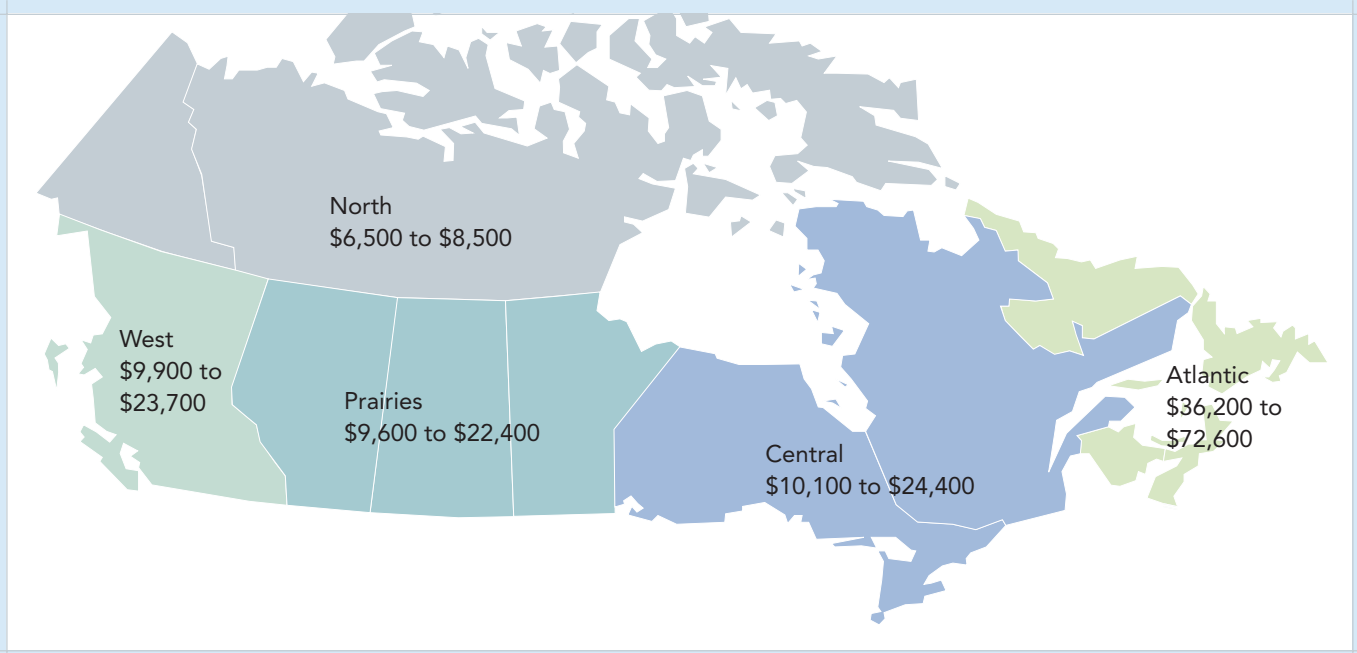 North
$6,500 to $8,500
West
$9,900 to
$23,700
Prairies
$9,600 to $22,400
Central
$10,100 to $24,400
Atlantic
$36,200 to
$72,600